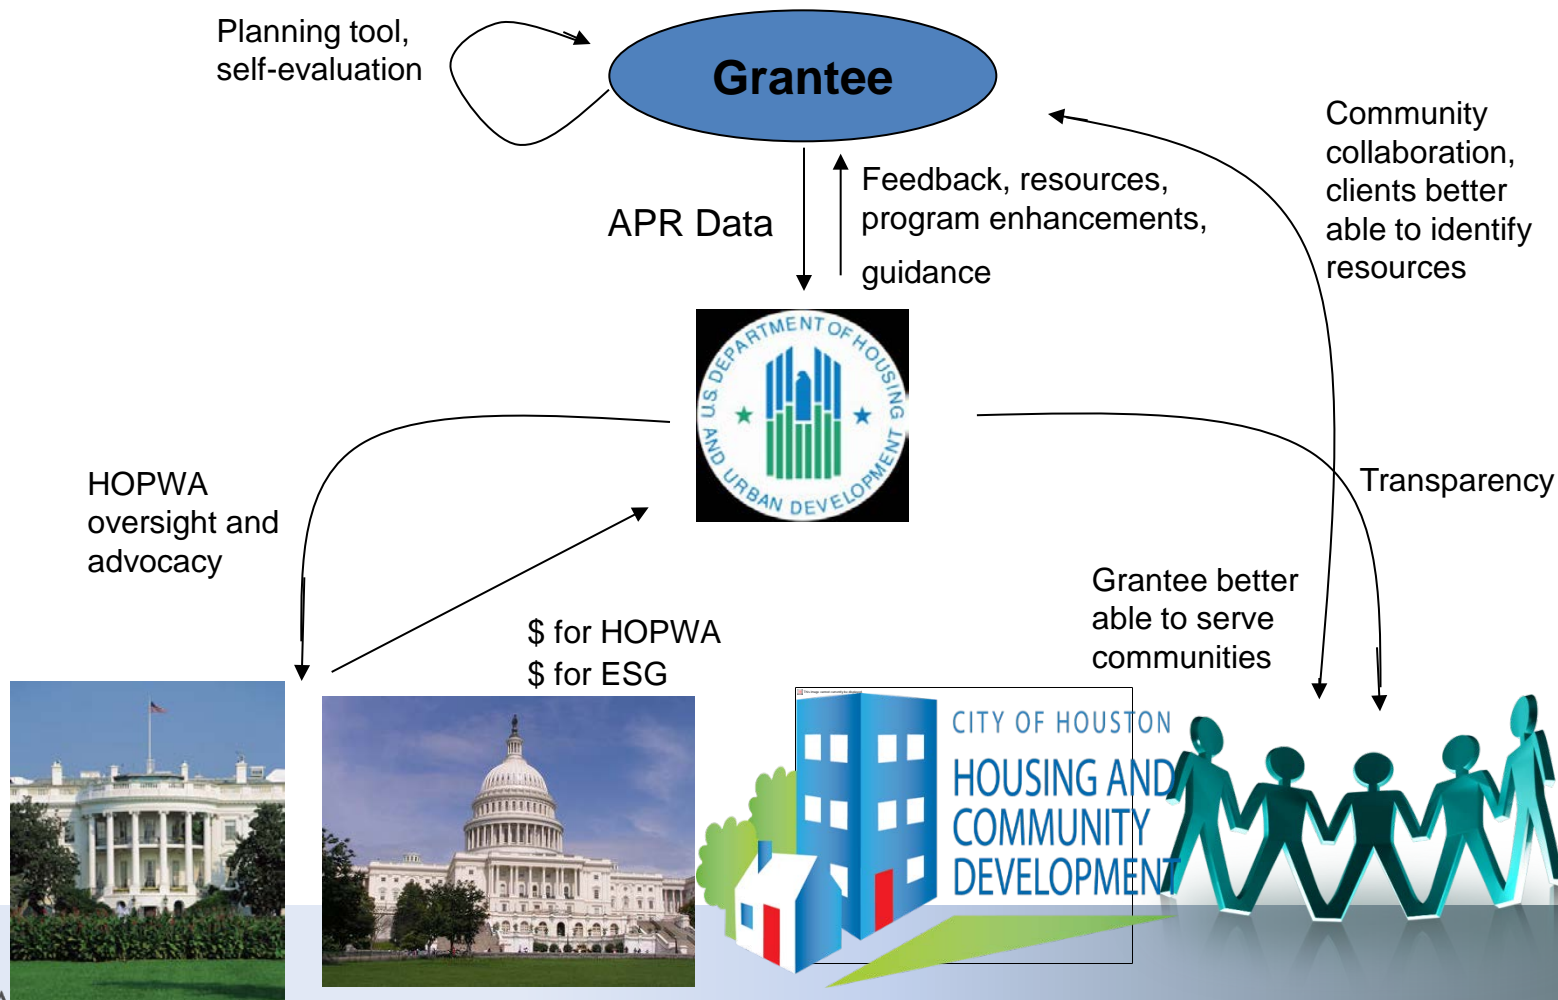 Planning tool,
self-evaluation
Grantee
Community
collaboration,
clients better
able to identify
resources
APR Data
Feedback, resources,
program enhancements,
guidance
U.S. DEPARTMENT OF HOUSING
AND URBAN DEVELOPMENT
HOPWA
oversight and
advocacy
Transparency
Grantee better
able to serve
communities
$ for HOPWA
$ for ESG
CITY OF HOUSTON
HOUSING AND
COMMUNITY
DEVELOPMENT